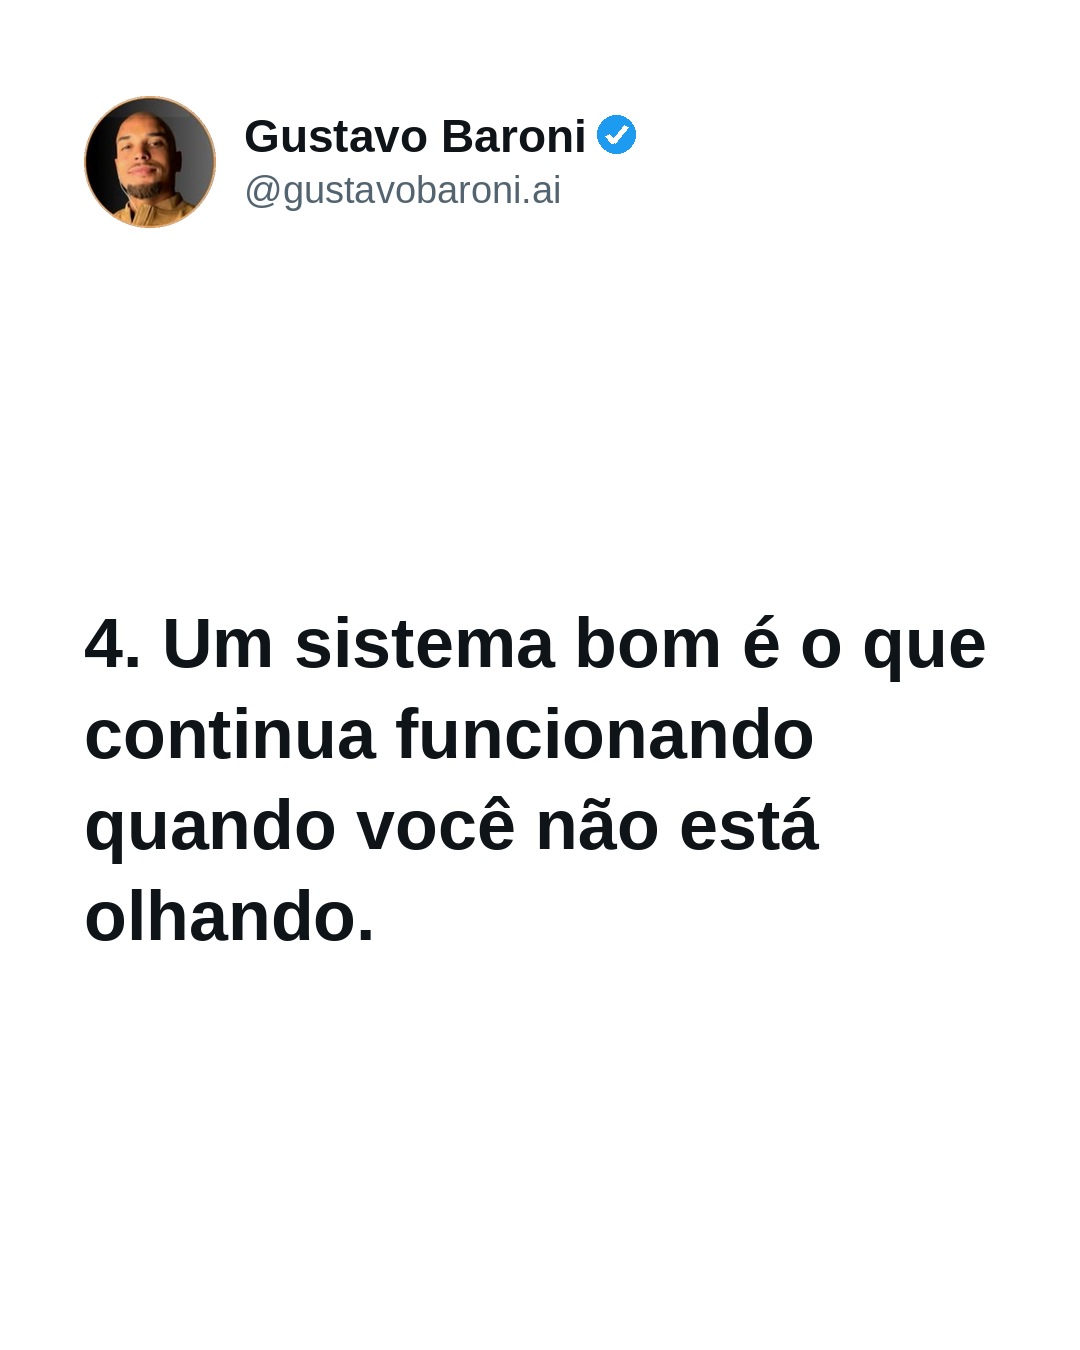 Gustavo Baroni
@gustavobaroni.ai
4. Um sistema bom é o que
continua funcionando
quando você não está
olhando.